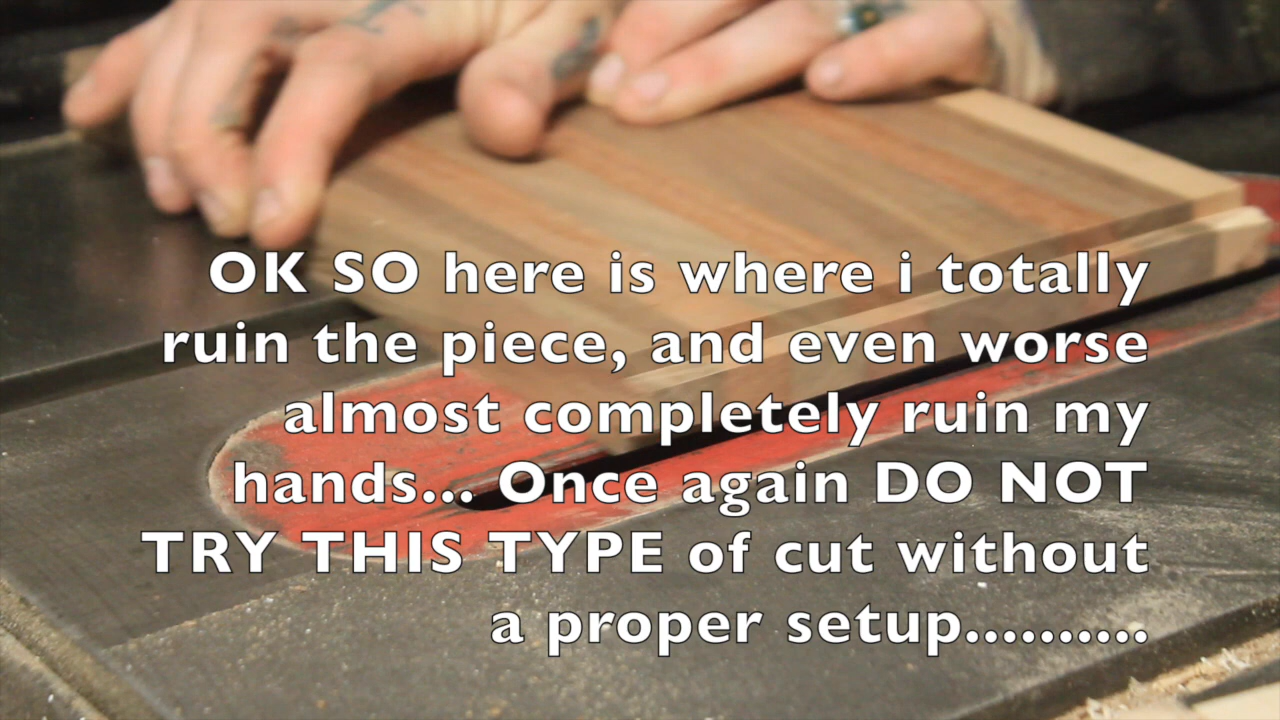 OK SO here is where i totally
ruin the piece, and even worse
almost completely ruin my
hands... Once again DO NOT
TRY THIS TYPE of cut without
a proper setup..........